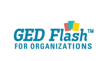 GED Flash™
FOR ORGANIZATIONS